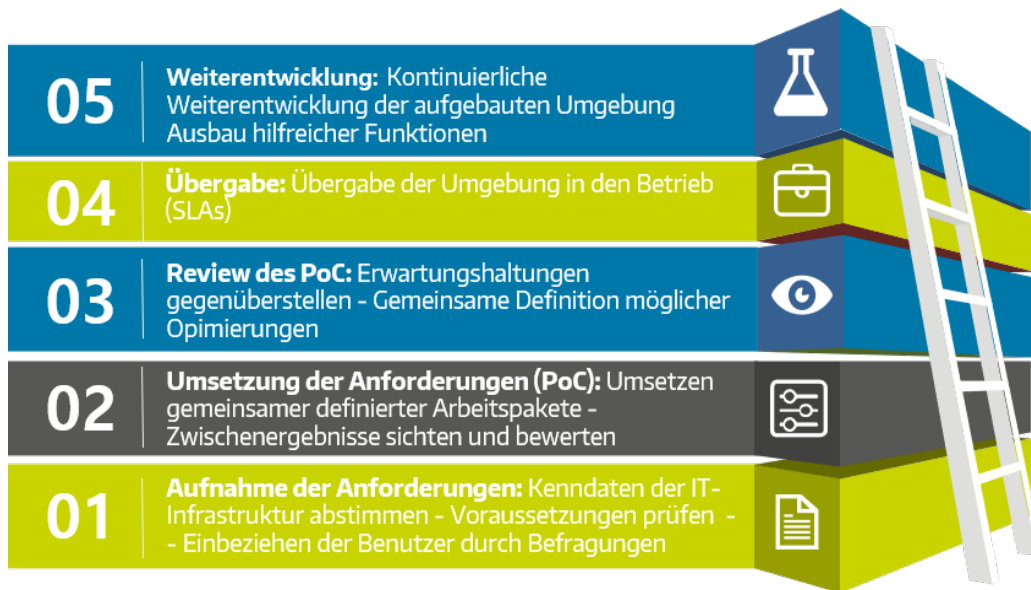 05
Weiterentwicklung: Kontinuierliche
Weiterentwicklung der aufgebauten Umgebung
Ausbau hilfreicher Funktionen
04
Übergabe: Übergabe der Umgebung in den Betrieb
(SLAs)
03
Review des PoC: Erwartungshaltungen
gegenüberstellen - Gemeinsame Definition möglicher
Opimierungen
02
Umsetzung der Anforderungen (PoC): Umsetzen
gemeinsamer definierter Arbeitspakete -
Zwischenergebnisse sichten und bewerten
01
Aufnahme der Anforderungen: Kenndaten der IT-
Infrastruktur abstimmen - Voraussetzungen prüfen -
- Einbeziehen der Benutzer durch Befragungen